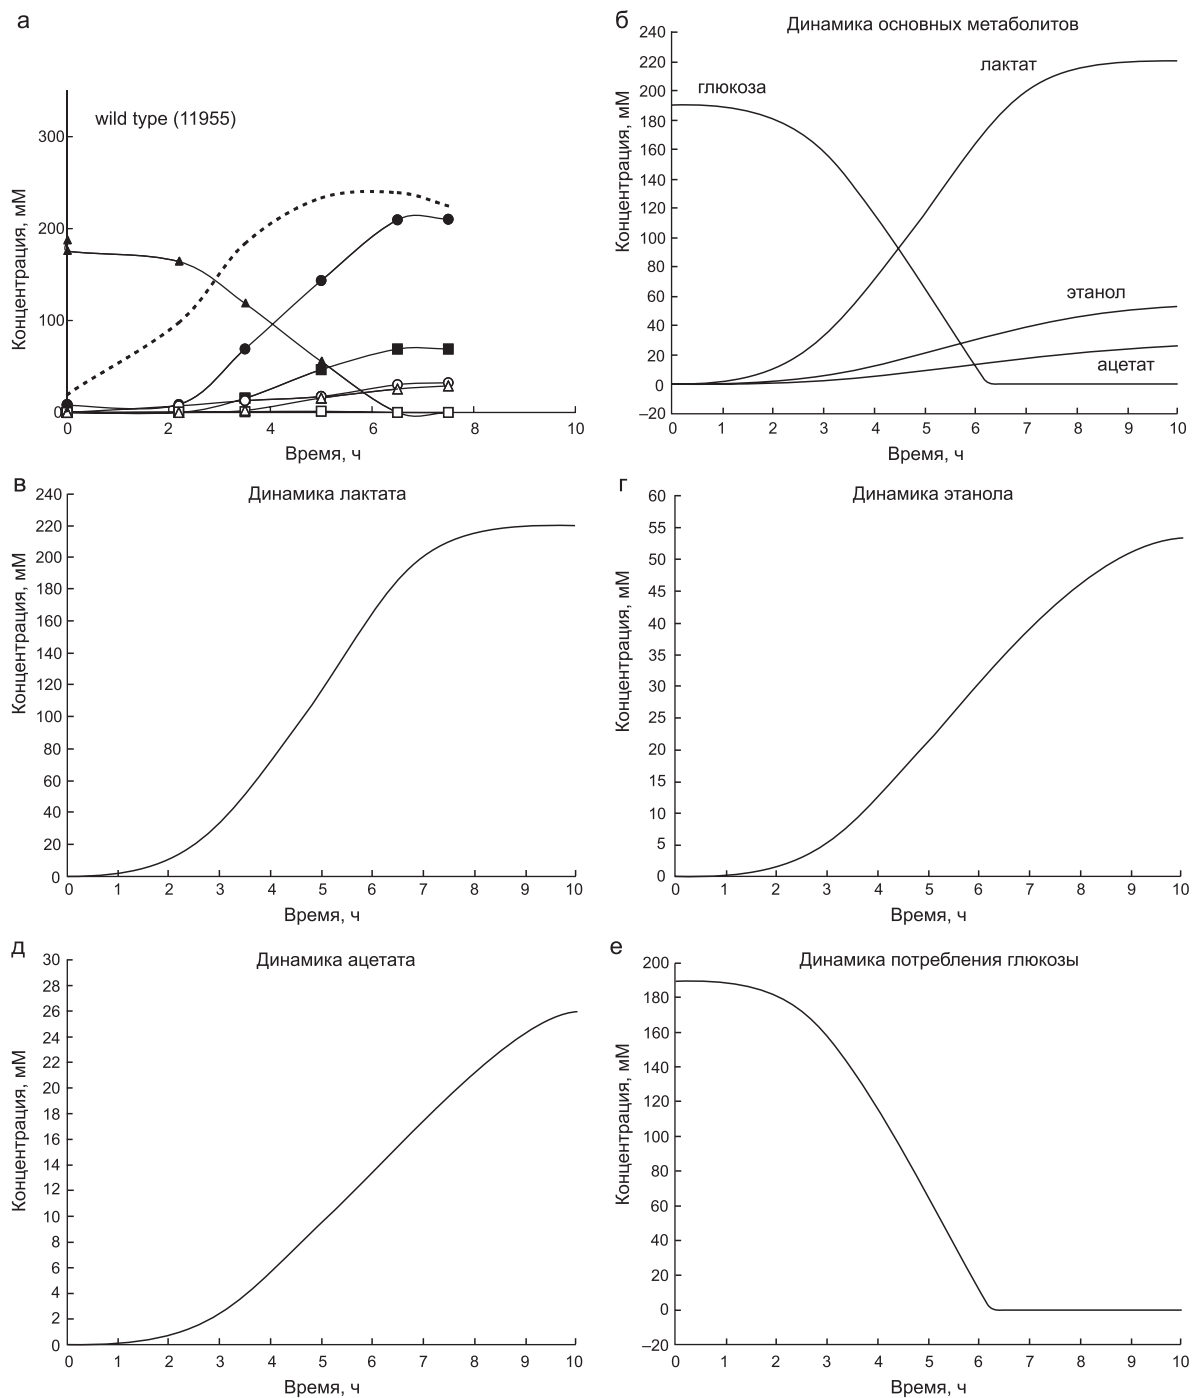 а
wild type (11955)
Концентрация, мМ
300
200
100
0
0 2 4 6 8 10
Время, ч
б
Динамика основных метаболитов
Концентрация, мМ
240
220
200
180
160
140
120
100
80
60
40
20
0
–20
глюкоза
лактат
этанол
ацетат
0 1 2 3 4 5 6 7 8 9 10
Время, ч
в
Динамика лактата
Концентрация, мМ
240
220
200
180
160
140
120
100
80
60
40
20
0
0 1 2 3 4 5 6 7 8 9 10
Время, ч
г
Динамика этанола
Концентрация, мМ
60
55
50
45
40
35
30
25
20
15
10
5
0
0 1 2 3 4 5 6 7 8 9 10
Время, ч
д
Динамика ацетата
Концентрация, мМ
30
28
26
24
22
20
18
16
14
12
10
8
6
4
2
0
0 1 2 3 4 5 6 7 8 9 10
Время, ч
е
Динамика потребления глюкозы
Концентрация, мМ
200
180
160
140
120
100
80
60
40
20
0
–20
0 1 2 3 4 5 6 7 8 9 10
Время, ч